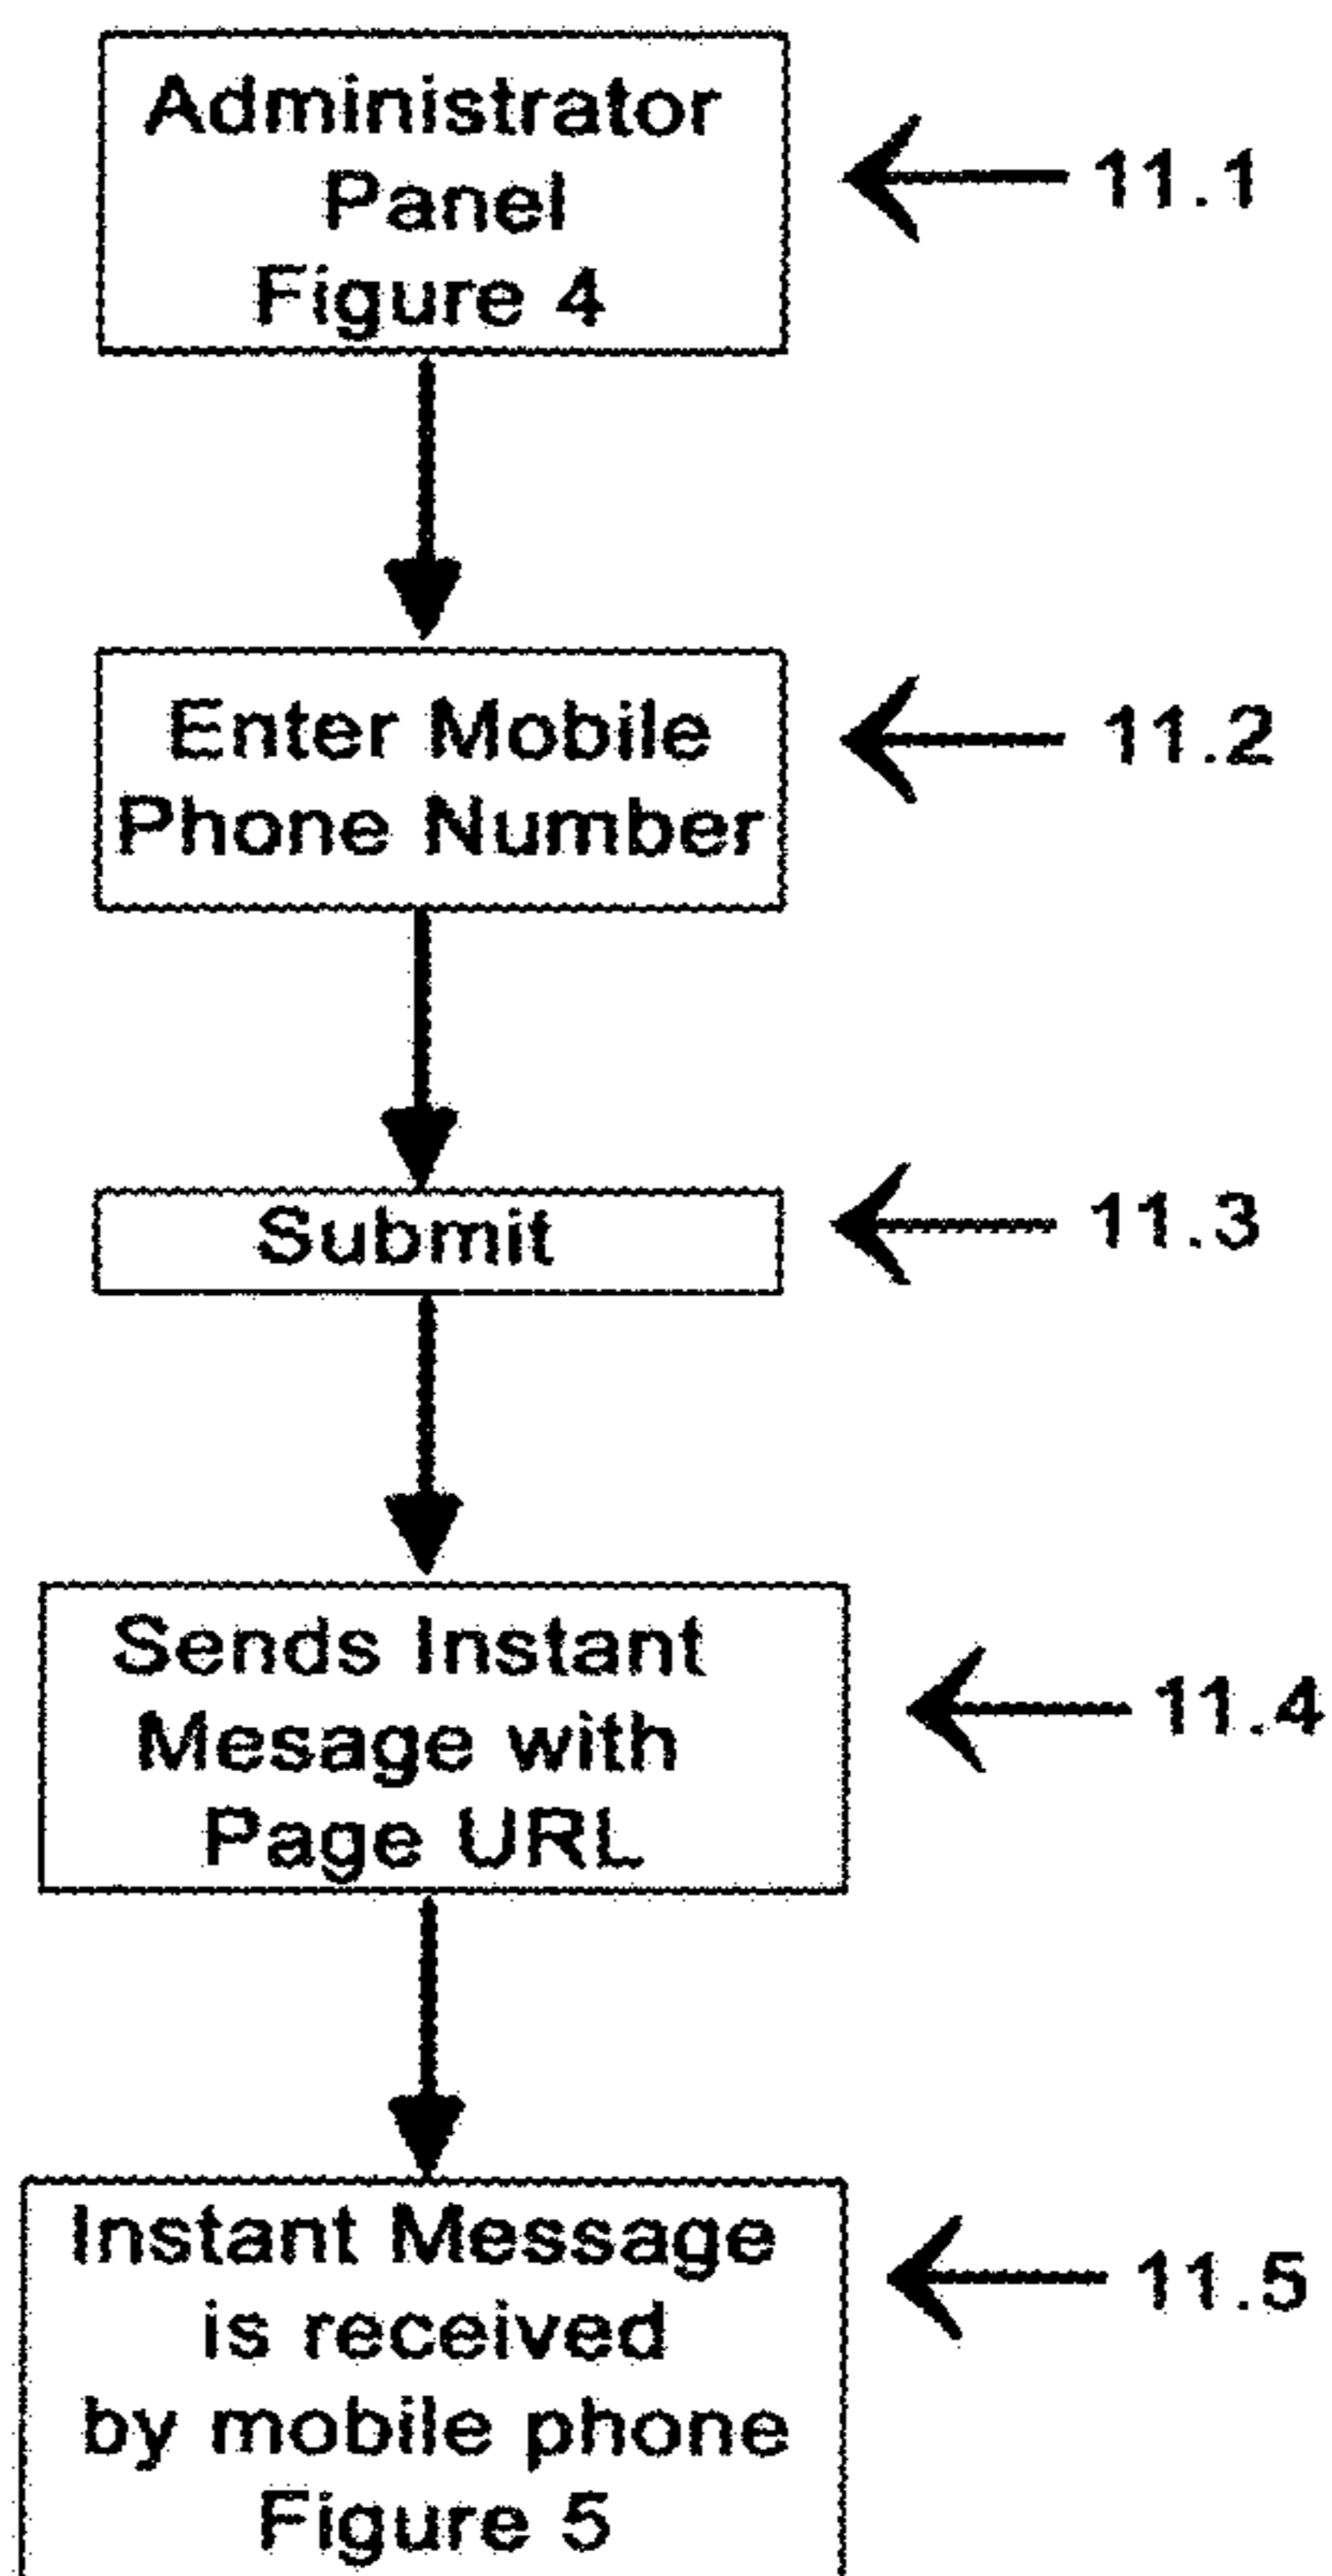 Administrator
Panel
Figure 4
11.1
Enter Mobile
Phone Number
11.2
Submit
11.3
Sends Instant
Mesage with
Page URL
11.4
Instant Message
is received
by mobile phone
Figure 5
11.5